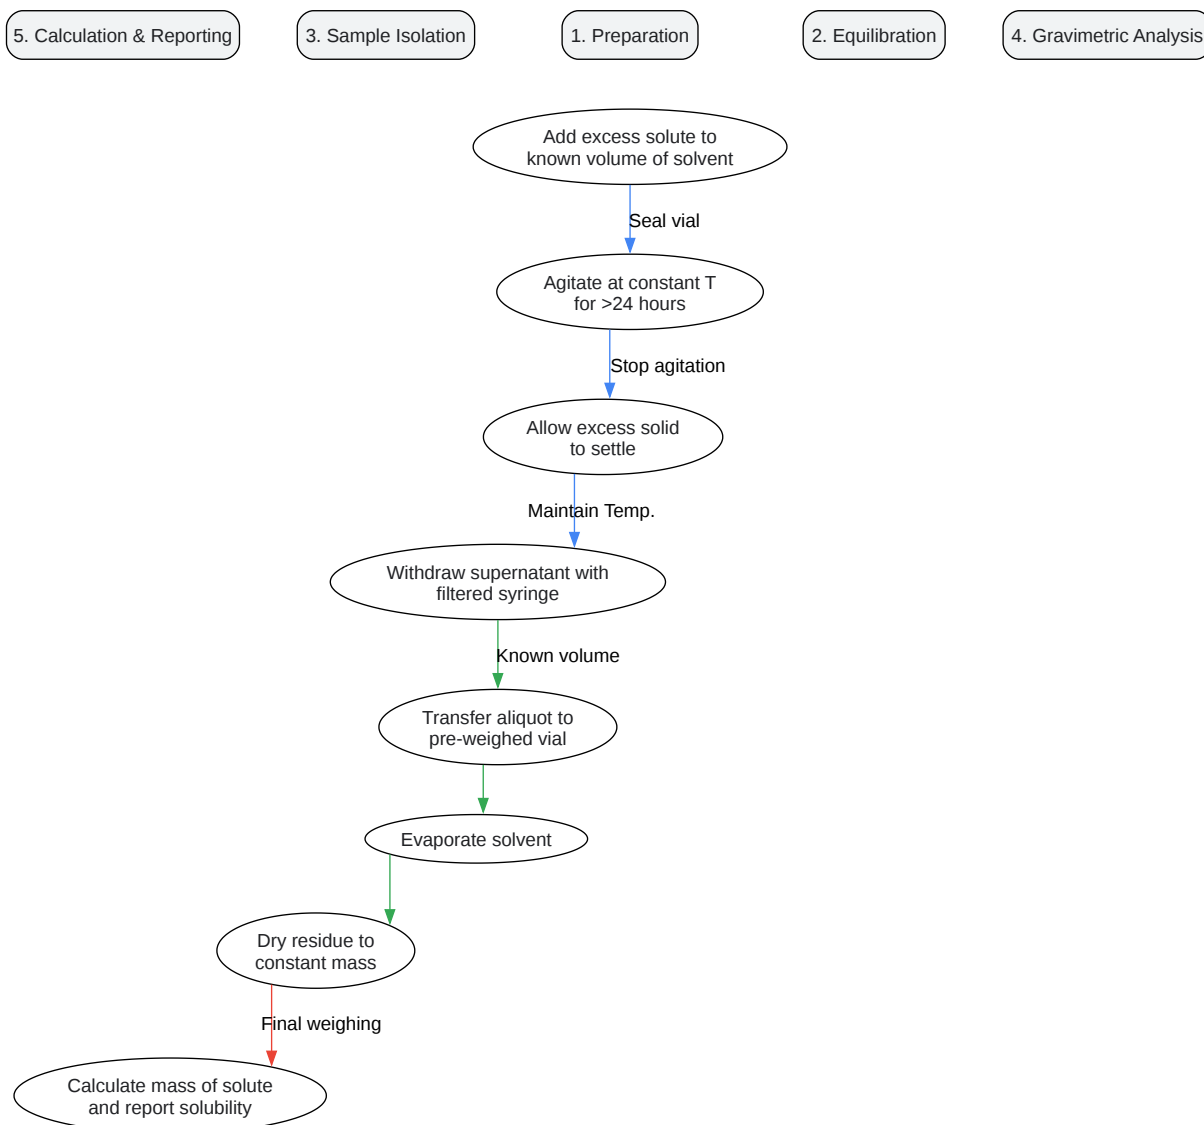 5. Calculation & Reporting
3. Sample Isolation
1. Preparation
2. Equilibration
4. Gravimetric Analysis
Add excess solute to
known volume of solvent
Seal vial
Agitate at constant T
for >24 hours
Stop agitation
Allow excess solid
to settle
Maintain Temp.
Withdraw supernatant with
filtered syringe
Known volume
Transfer aliquot to
pre-weighed vial
Evaporate solvent
Dry residue to
constant mass
Final weighing
Calculate mass of solute
and report solubility